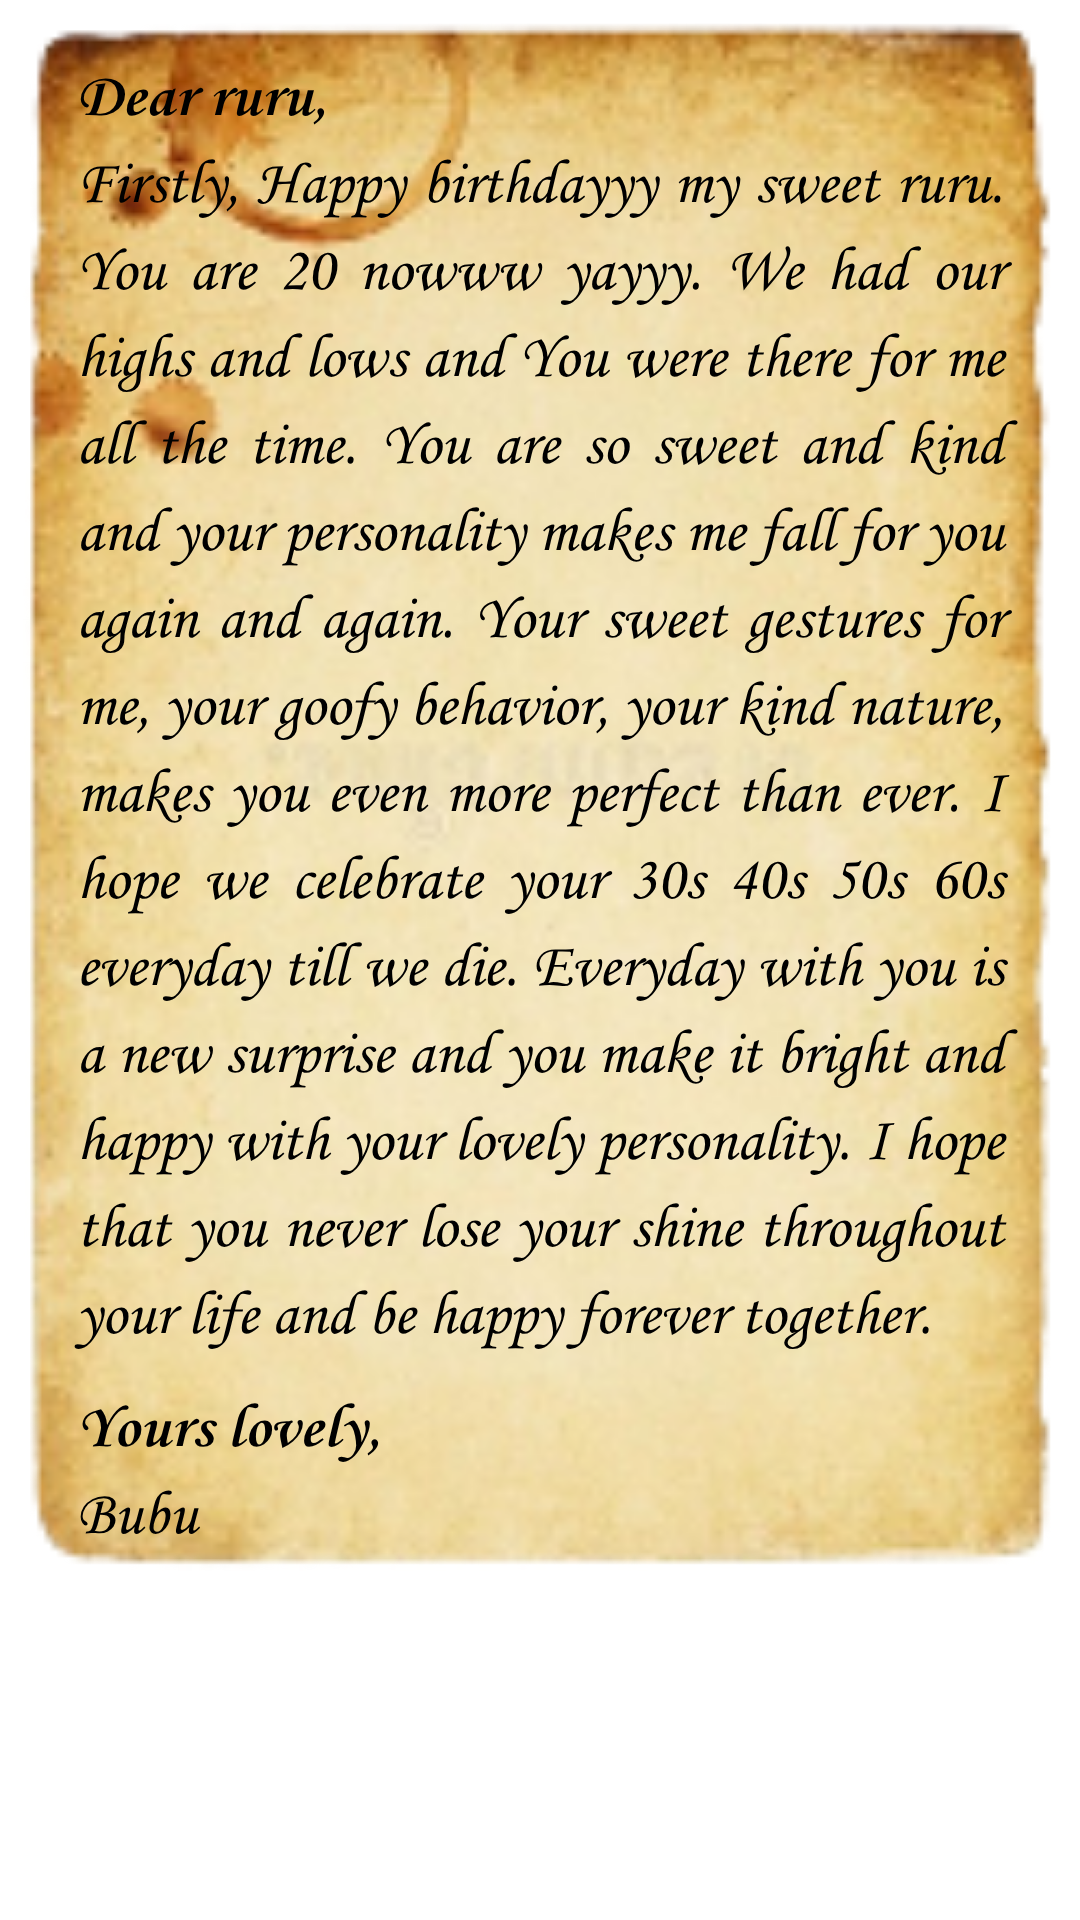 Dear ruru,
Firstly, Happy birthdayyy my sweet ruru.
You are 20 nowww yayyy. We had our
highs and lows and You were there for me
all the time. You are so sweet and kind
and your personality makes me fall for you
again and again. Your sweet gestures for
me, your goofy behavior, your kind nature,
makes you even more perfect than ever. I
hope we celebrate your 30s 40s 50s 60s
everyday till we die. Everyday with you is
a new surprise and you make it bright and
happy with your lovely personality. I hope
that you never lose your shine throughout
your life and be happy forever together.
Yours lovely,
Bubu